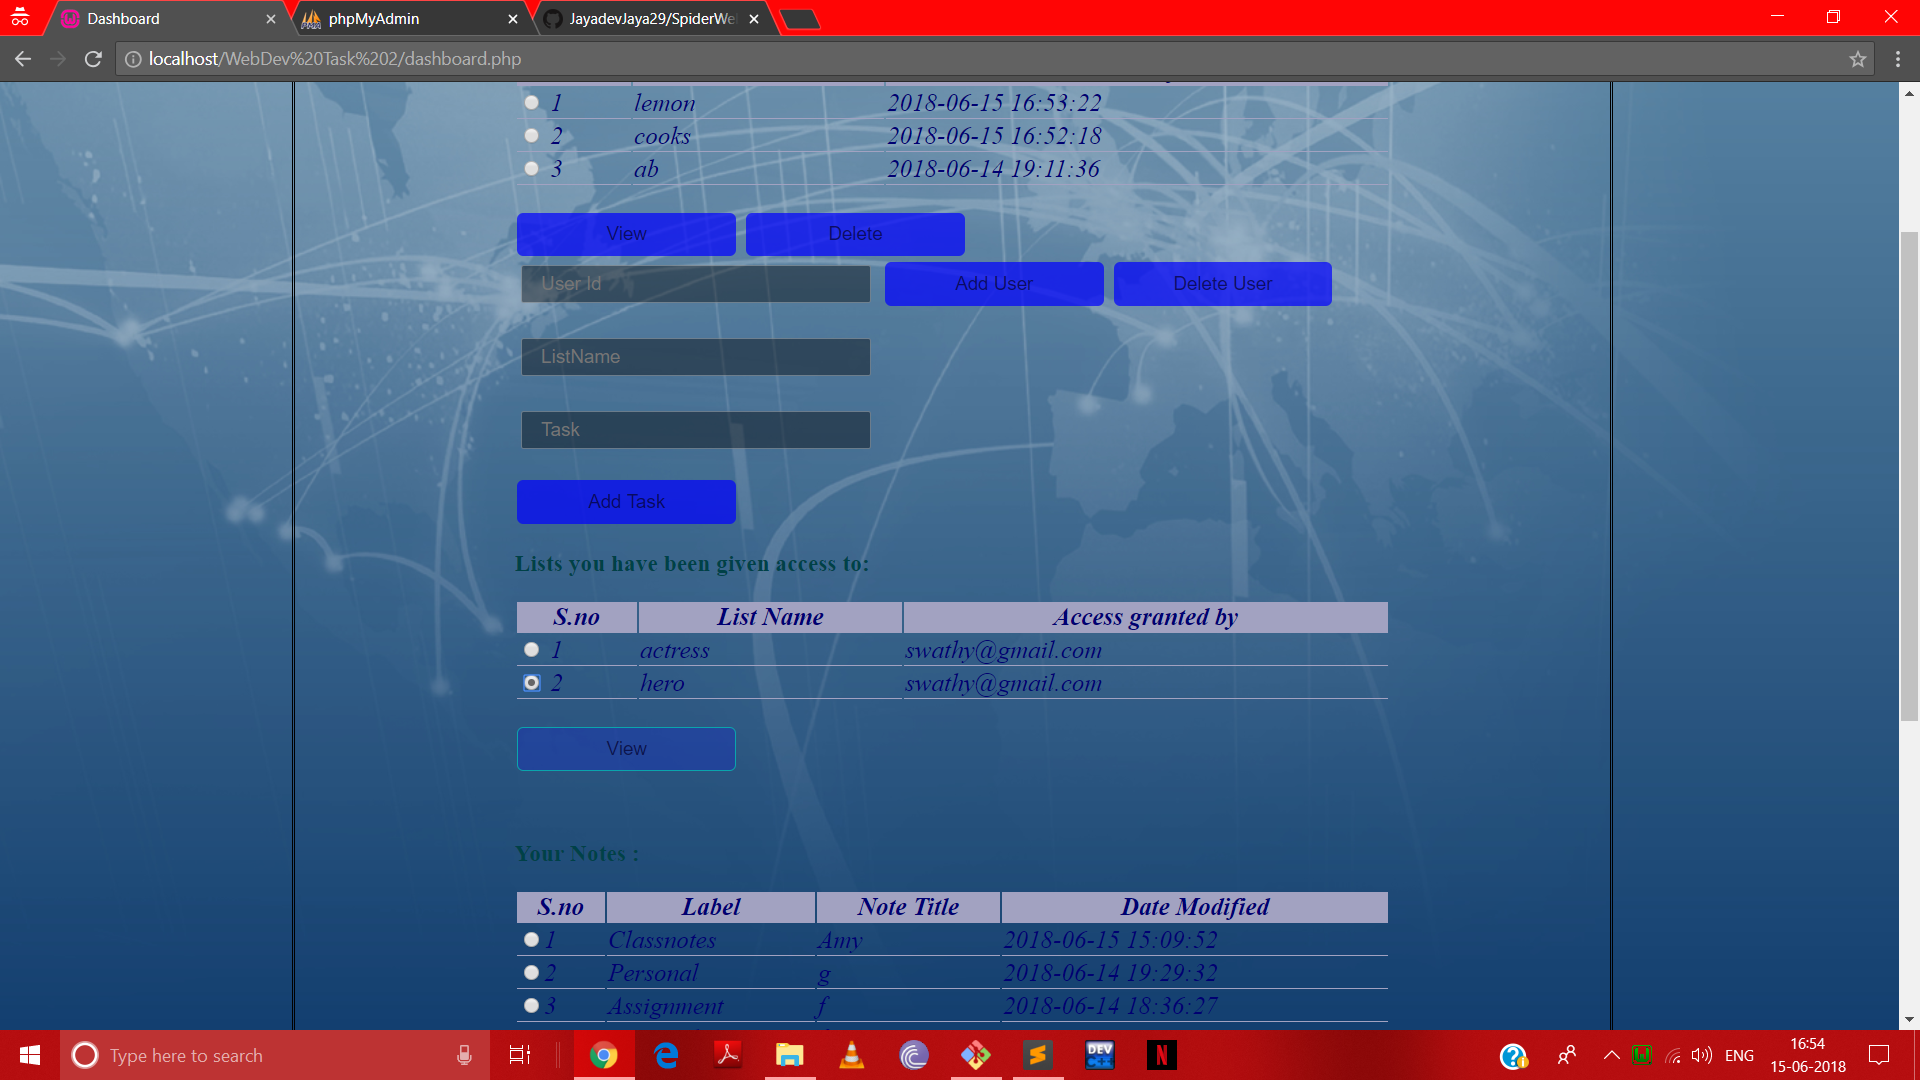 Dashboard
phpMyAdmin
JayadevJaya29/SpiderWe
localhost/WebDev%20Task%202/dashboard.php
1 lemon 2018-06-15 16:53:22
2 cooks 2018-06-15 16:52:18
3 ab 2018-06-14 19:11:36
View Delete
User Id Add User Delete User
ListName
Task
Add Task
Lists you have been given access to:
S.no List Name Access granted by
1 actress swathy@gmail.com
2 hero swathy@gmail.com
View
Your Notes :
S.no Label Note Title Date Modified
1 Classnotes Amy 2018-06-15 15:09:52
2 Personal g 2018-06-14 19:29:32
3 Assignment f 2018-06-14 18:36:27
Type here to search
DEV
C++
N
ENG
16:54
15-06-2018